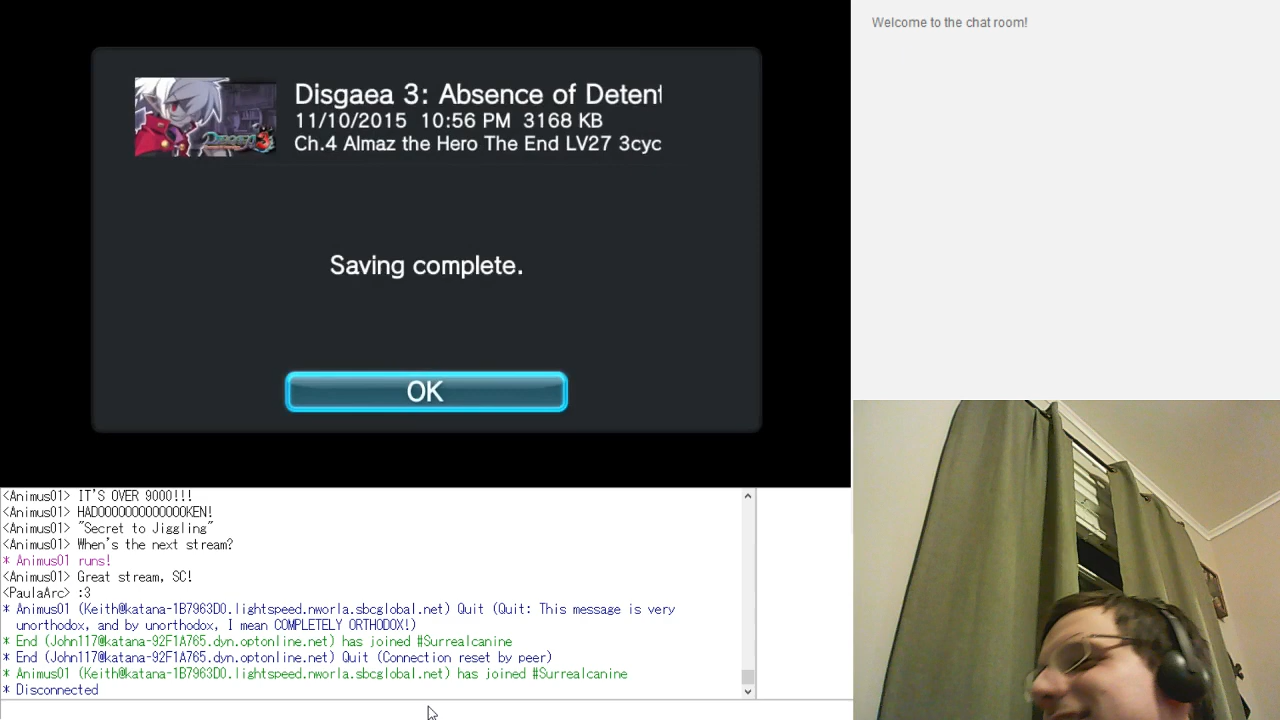 Welcome to the chat room!
Disgaea 3: Absence of Detent
11/10/2015 10:56 PM 3168 KB
Ch.4 Almaz the Hero The End LV27 3cyc
DISGAEA 3
Saving complete.
OK
<Animus01> IT'S OVER 9000!!!
<Animus01> HADOOOOOOOOOOOOOKEN!
<Animus01> "Secret to Jiggling"
<Animus01> When's the next stream?
* Animus01 runs!
<Animus01> Great stream, SC!
<PaulaArc> :3
* Animus01 (Keith@katana-1B7963D0.lightspeed.nworla.sbcglobal.net) Quit (Quit: This message is very
unorthodox, and by unorthodox, I mean COMPLETELY ORTHODOX!)
* End (John117@katana-92F1A765.dyn.optonline.net) has joined #Surrealcanine
* End (John117@katana-92F1A765.dyn.optonline.net) Quit (Connection reset by peer)
* Animus01 (Keith@katana-1B7963D0.lightspeed.nworla.sbcglobal.net) has joined #Surrealcanine
* Disconnected